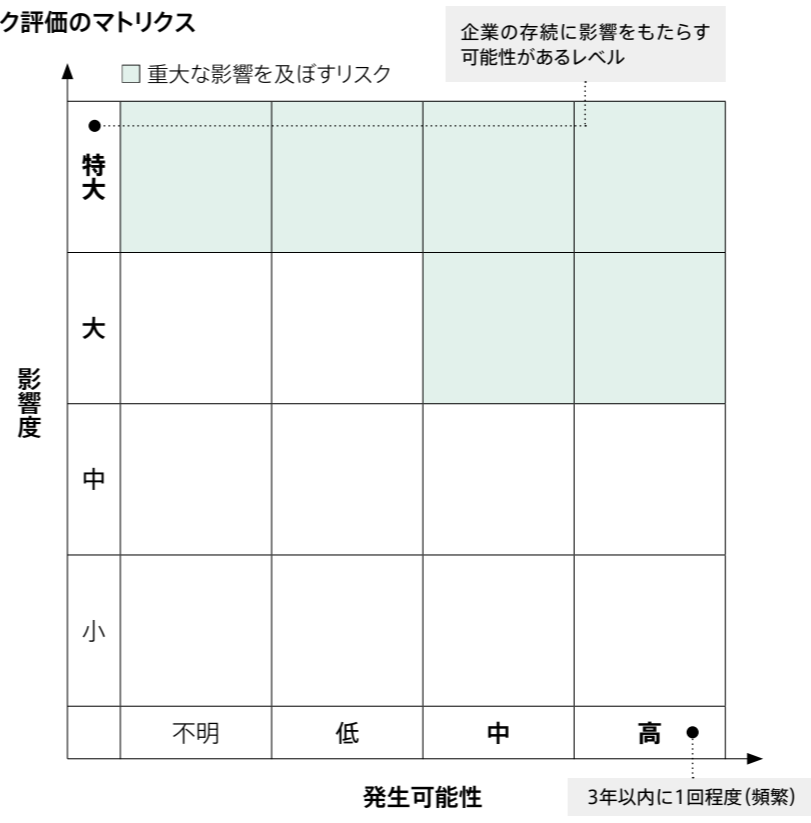 ク評価のマトリクス
企業の存続に影響をもたらす
可能性があるレベル
重大な影響を及ぼすリスク
特大
大
中
小
影響度
不明
低
中
高
発生可能性
3年以内に1回程度(頻繁)